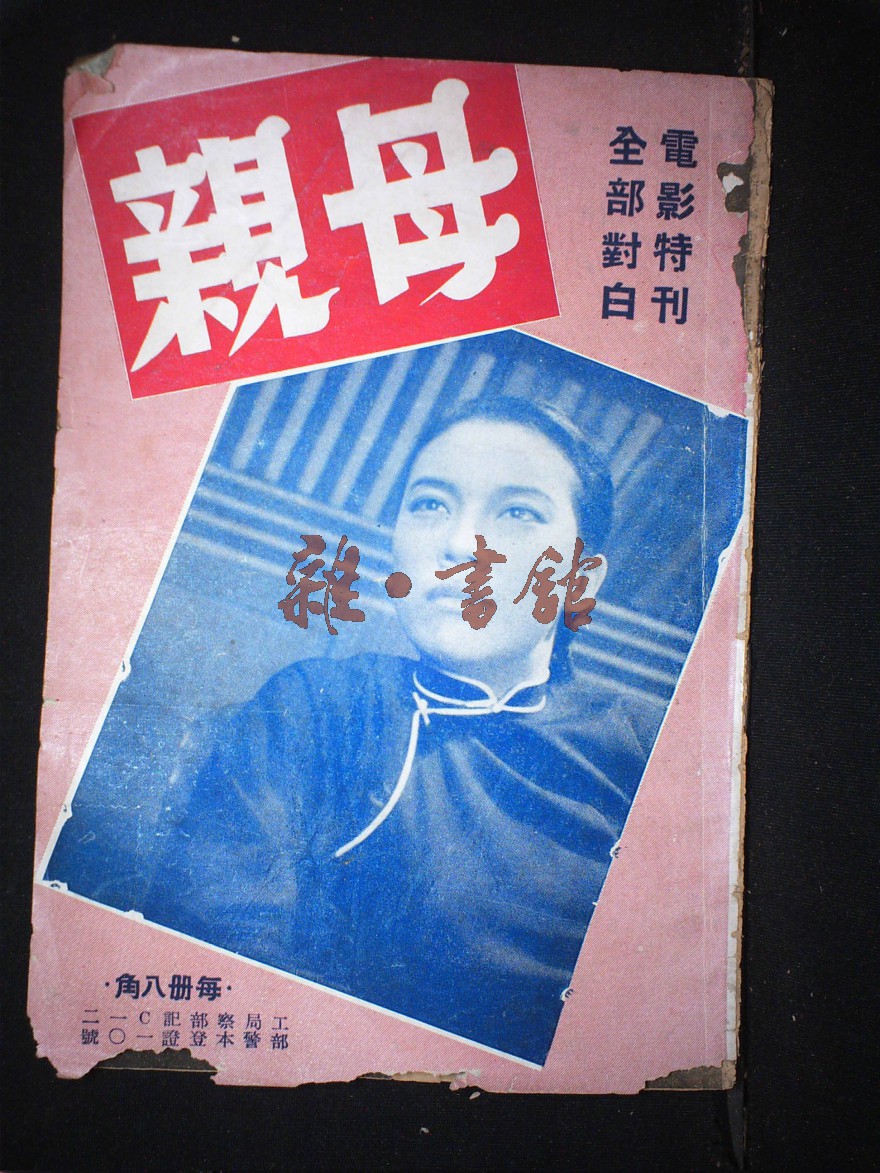 母親
電影特刊
全部對白
雜·書館
·每册八角·
工部局警察本部登記證C一一〇二號